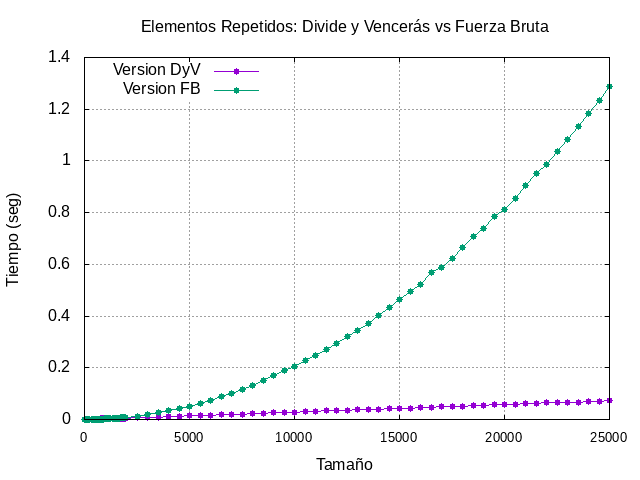 Elementos Repetidos: Divide y Vencerás vs Fuerza Bruta
1.4
Version DyV
Version FB
1.2
1
0.8
Tiempo (seg)
0.6
0.4
0.2
0
0 5000 10000 15000 20000 25000
Tamaño